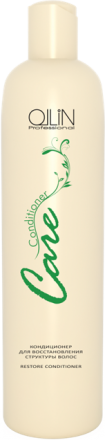 OLLIN
Professional
Conditioner
Care
КОНДИЦИОНЕР
ДЛЯ ВОССТАНОВЛЕНИЯ
СТРУКТУРЫ ВОЛОС
RESTORE CONDITIONER